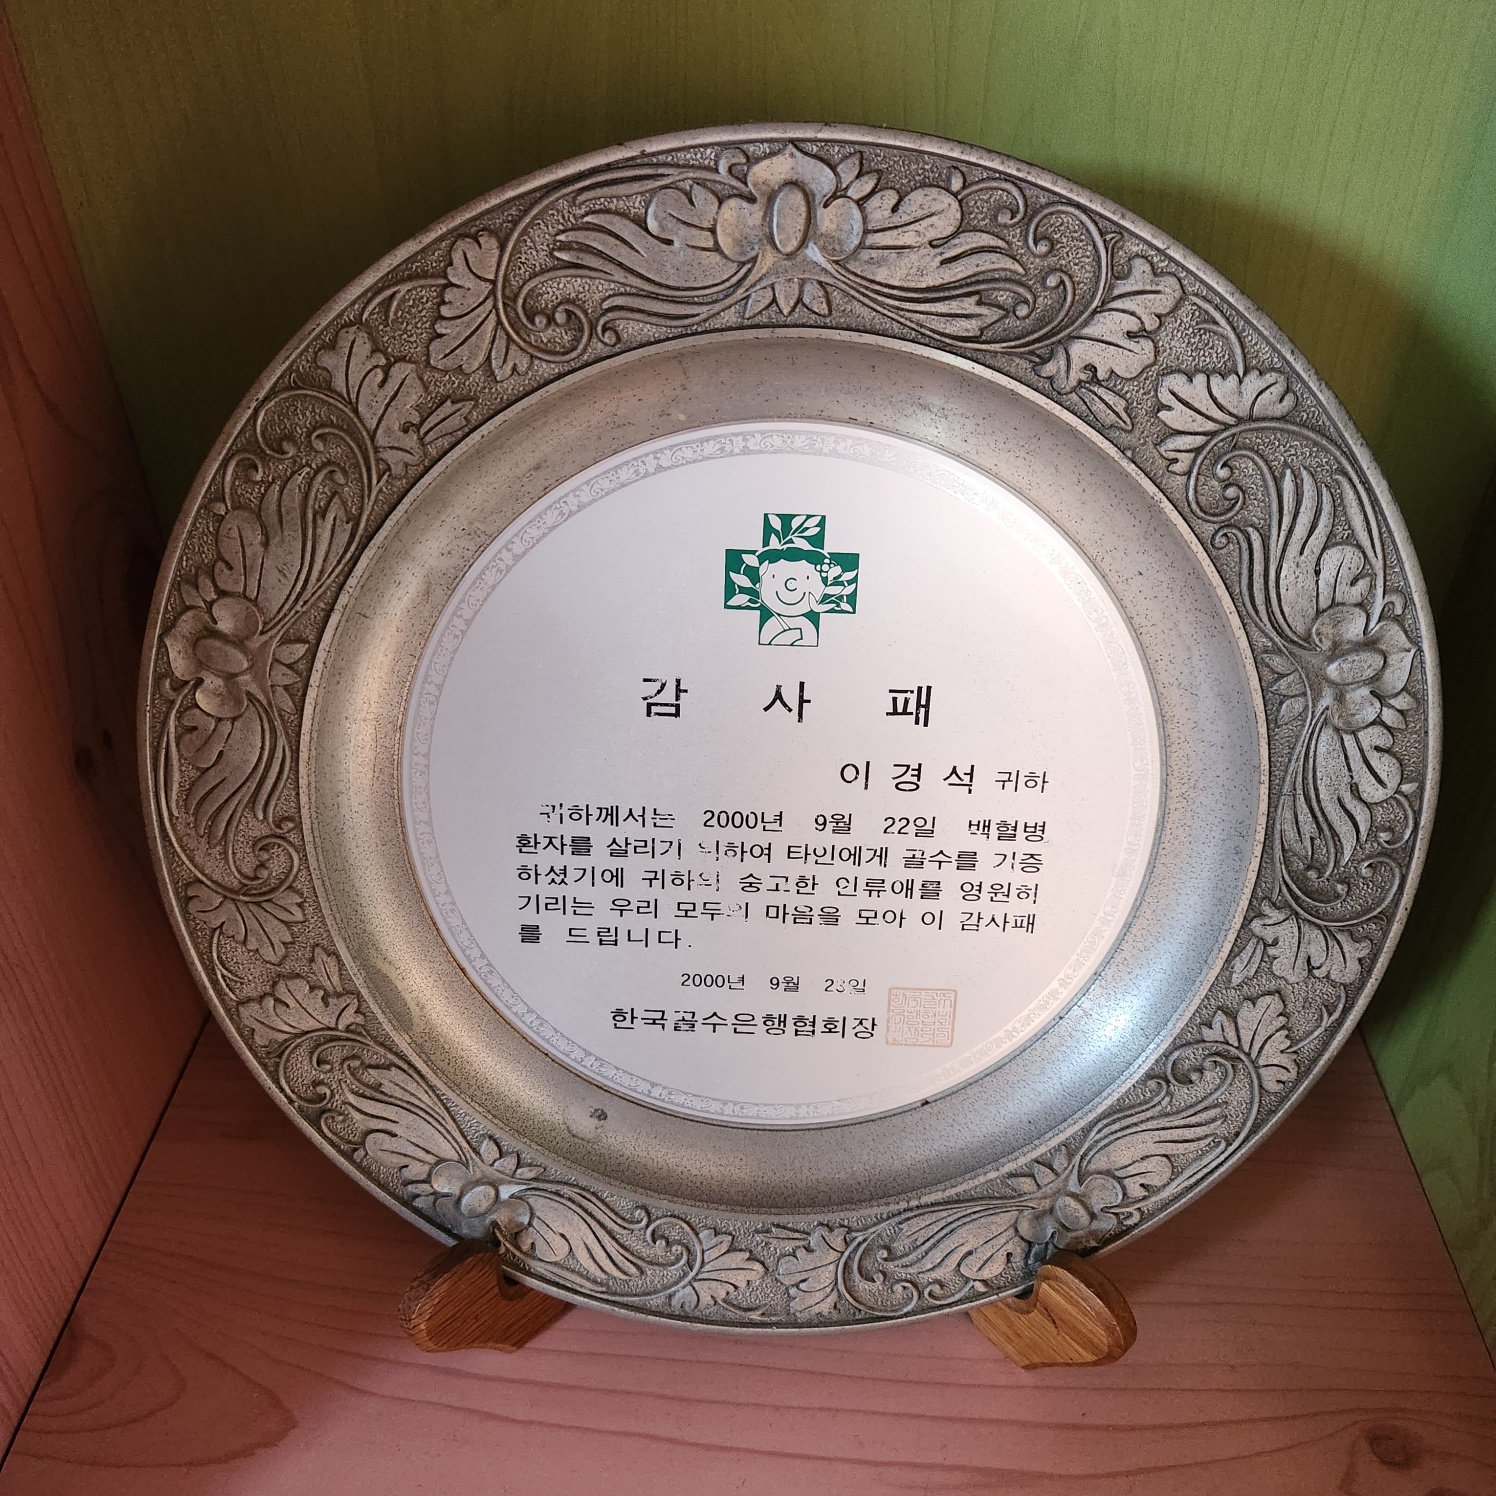 감 사 패
이 경 석 귀하
귀하께서는 2000년 9월 22일 백혈병
환자를 살리기 위하여 타인에게 골수를 기증
하셨기에 귀하의 숭고한 인류애를 영원히
기리는 우리 모두의 마음을 모아 이 감사패
를 드립니다.
2000년 9월 23일
한국골수은행협회장